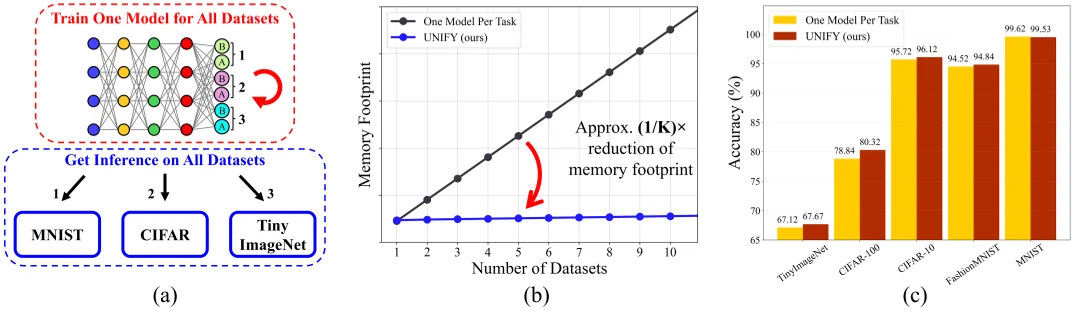 Train One Model for All Datasets
B
A
1
B
A
2
B
A
3
Get Inference on All Datasets
1
2
3
MNIST
CIFAR
Tiny
ImageNet
(a)
One Model Per Task
UNIFY (ours)
Memory Footprint
Approx. (1/K)×
reduction of
memory footprint
1 2 3 4 5 6 7 8 9 10
Number of Datasets
(b)
One Model Per Task
UNIFY (ours)
Accuracy (%)
100
95
90
85
80
75
70
65
67.12 67.67
78.84 80.32
95.72 96.12
94.52 94.84
99.62 99.53
TinyImageNet
CIFAR-100
CIFAR-10
FashionMNIST
MNIST
(c)